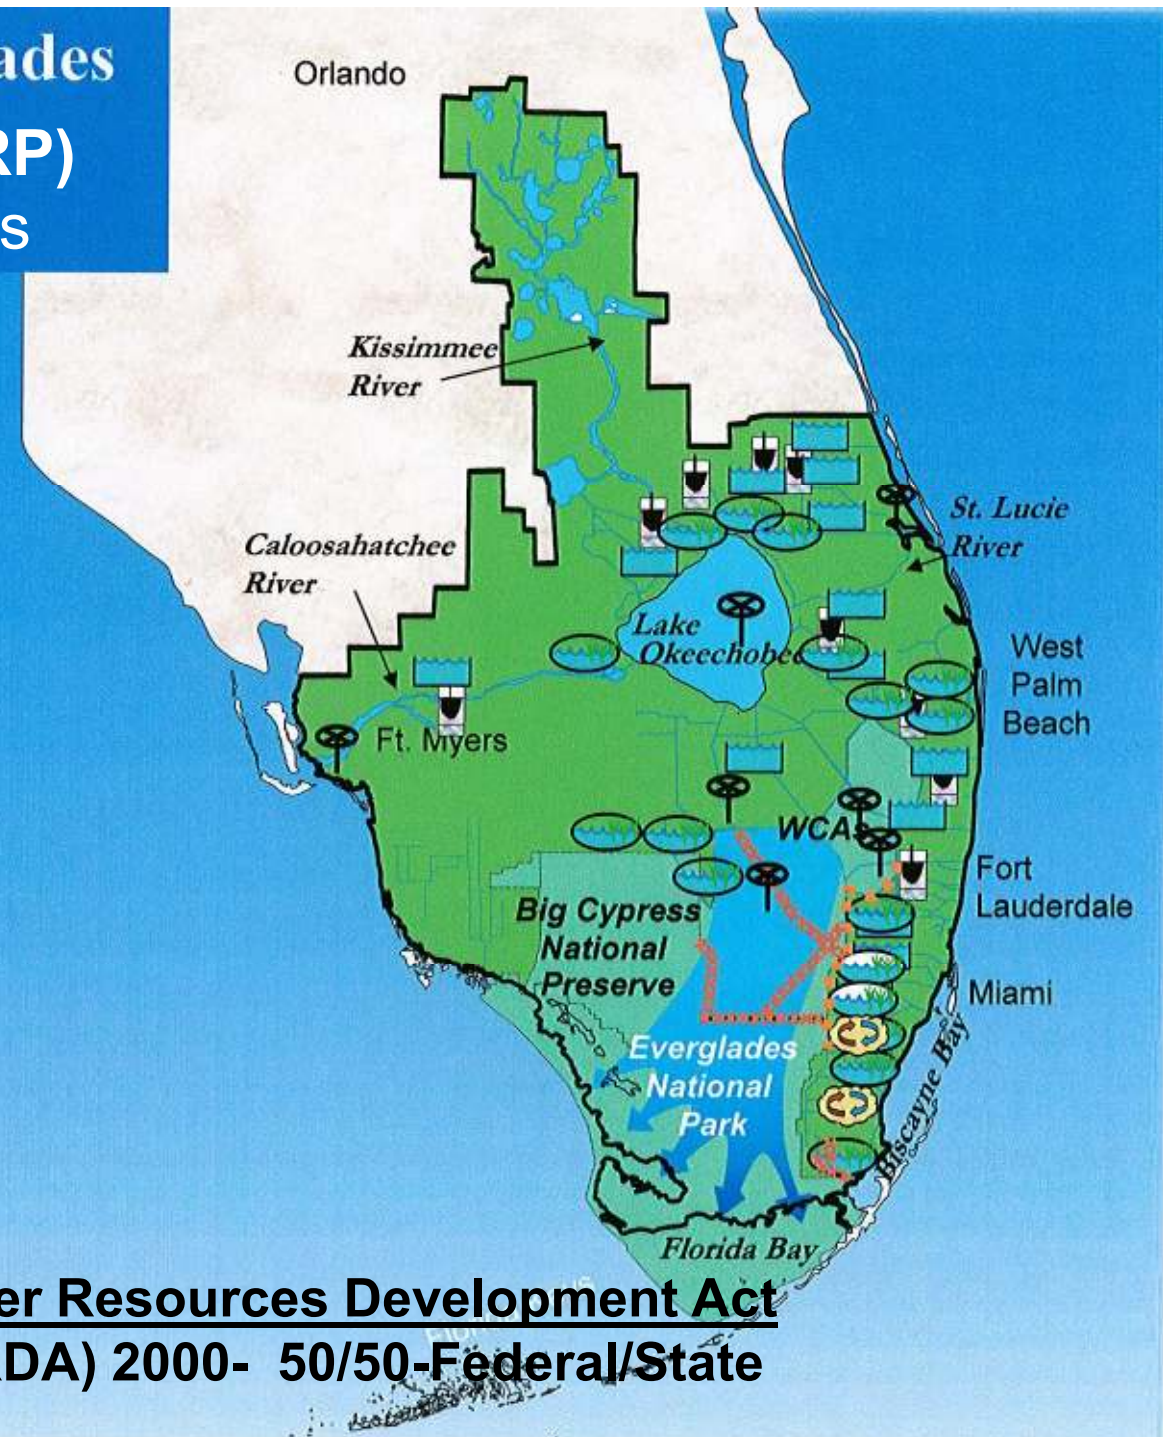 ades
RP)
s
Orlando
Kissimmee
River
St. Lucie
River
Caloosahatchee
River
Lake
Okeechobee
West
Palm
Beach
Ft. Myers
WCAs
Fort
Lauderdale
Big Cypress
National
Preserve
Miami
Everglades
National
Park
Biscayne Bay
Florida Bay
er Resources Development Act
RDA) 2000- 50/50-Federal/State